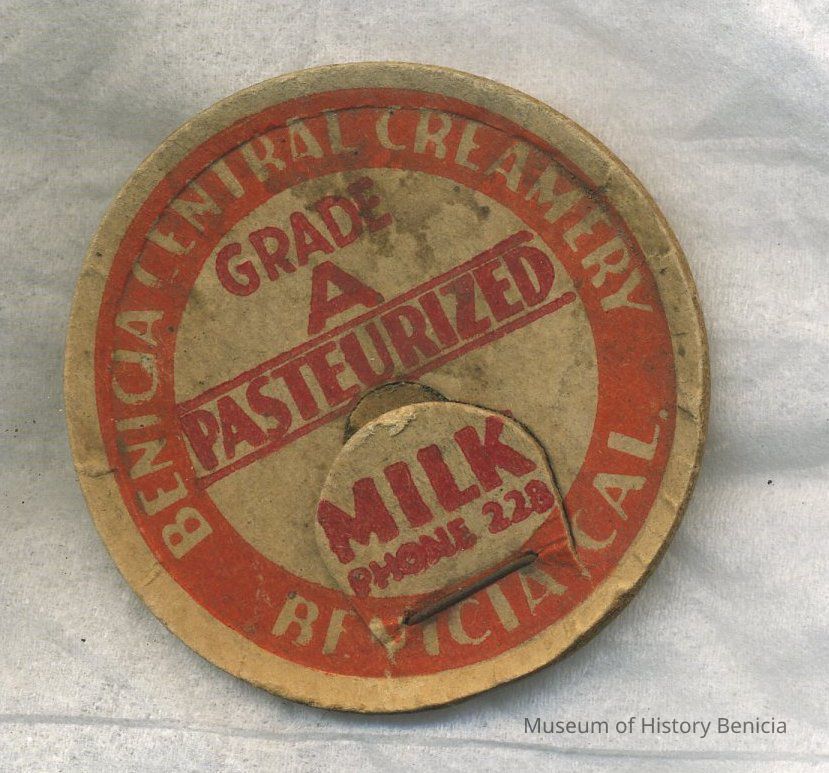 BENICIA CENTRAL CREAMERY
GRADE
A
PASTEURIZED
MILK
PHONE 228
BENICIA, CAL.
Museum of History Benicia